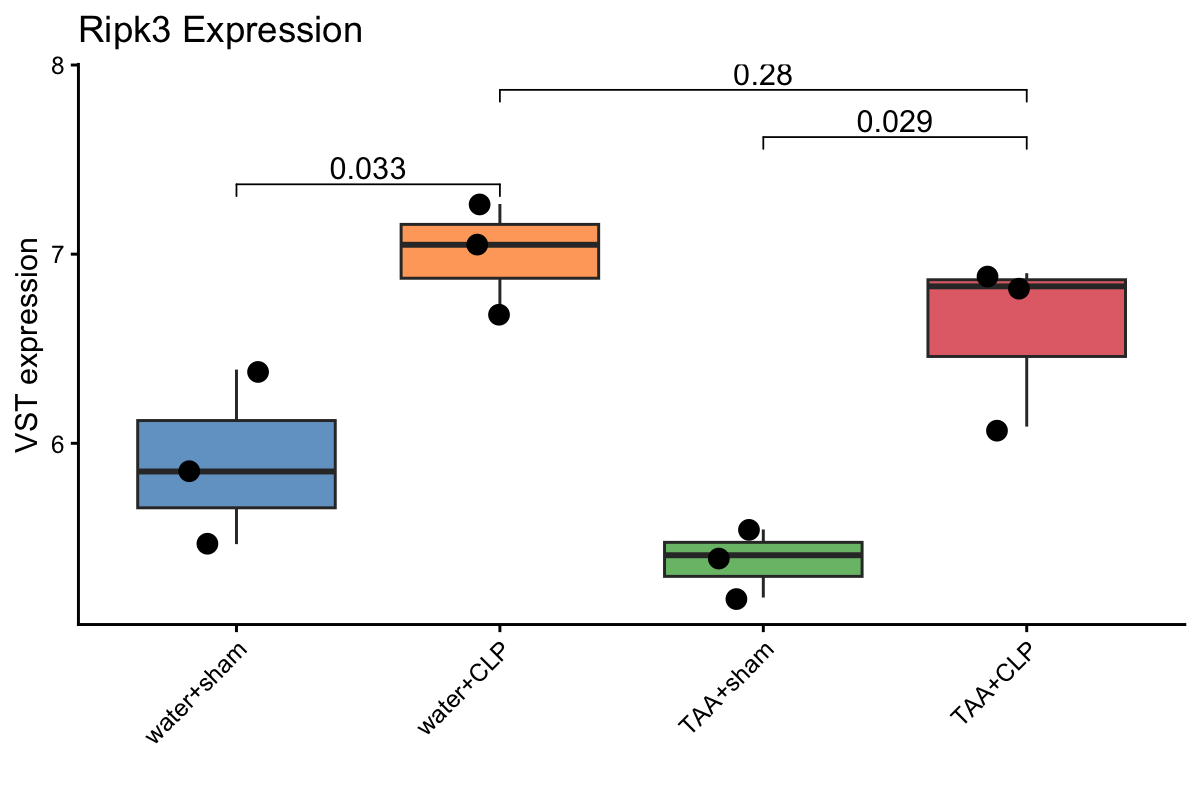 Ripk3 Expression
8
0.28
0.029
0.033
7
VST expression
6
water+sham
water+CLP
TAA+sham
TAA+CLP